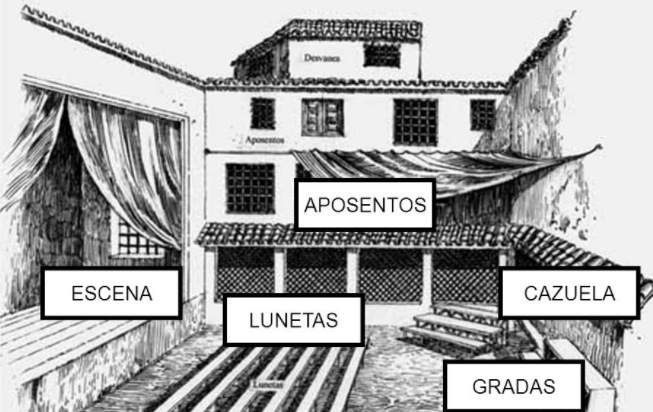 Desvanes
Aposentos
APOSENTOS
ESCENA
CAZUELA
LUNETAS
Lunetas
GRADAS